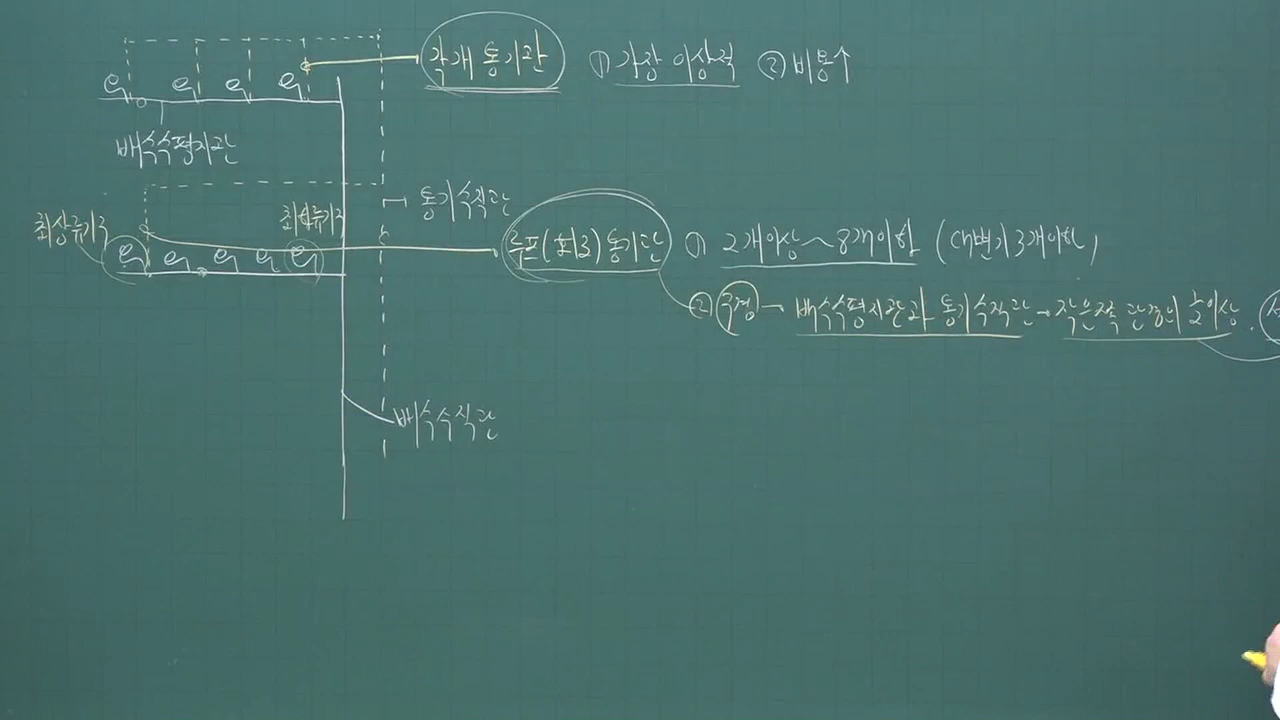 각개통기관 ① 가장 이상적 ② 비용↑
배수수평지관
통기수직관
최상류기구
최하류기구
루프(회로)통기관 ① 2개이상~8개이하 (대변기3개이하)
② 구경 → 배수수평지관과 통기수직관 → 작은쪽 관경의 ½이상.
배수수직관